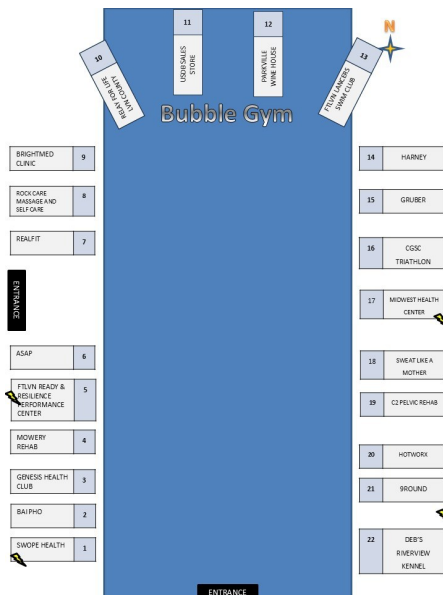 11
USDB SALES
STORE
12
PARKVILLE
WINE HOUSE
N
10
RELAY FOR LIFE
LVN COUNTY
13
FTLVN LANCERS
SWIM CLUB
Bubble Gym
BRIGHTMED
CLINIC
9
ROCK CARE
MASSAGE AND
SELF CARE
8
REALFIT
7
ENTRANCE
ASAP
6
FTLVN READY &
RESILIENCE
PERFORMANCE
CENTER
5
MOWERY
REHAB
4
GENESIS HEALTH
CLUB
3
BAI PHO
2
SWOPE HEALTH
1
14
HARNEY
15
GRUBER
16
CGSC
TRIATHLON
17
MIDWEST HEALTH
CENTER
18
SWEAT LIKE A
MOTHER
19
C2 PELVIC REHAB
20
HOTWORX
21
9ROUND
22
DEB'S
RIVERVIEW
KENNEL
ENTRANCE